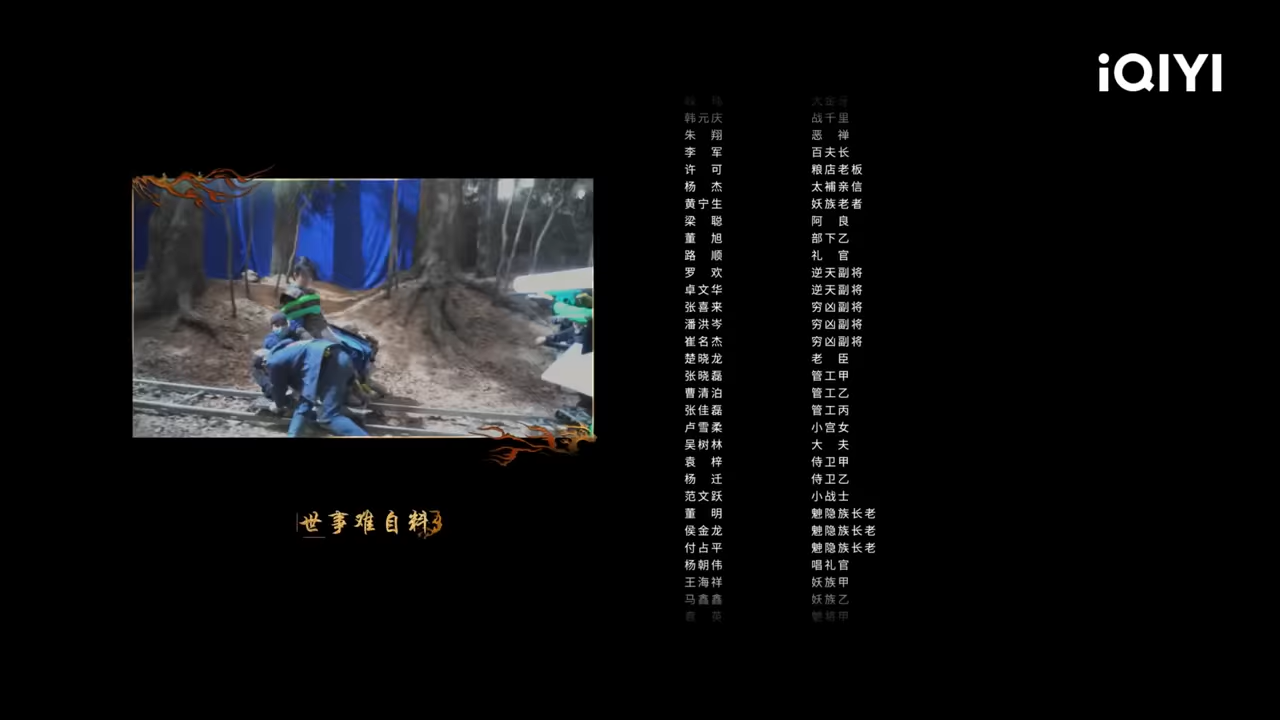 iQIYI
韩元庆 战千里
朱翔 恶禅
李军 百夫长
许可 粮店老板
杨杰 太補亲信
黄宁生 妖族老者
梁聪 阿良
董旭 部下乙
路顺 礼官
罗欢 逆天副将
卓文华 逆天副将
张喜来 穷凶副将
潘洪岑 穷凶副将
崔名杰 穷凶副将
楚晓龙 老臣
张晓磊 管工甲
曹清泊 管工乙
张佳磊 管工丙
卢雪柔 小宫女
吴树林 大夫
袁梓 侍卫甲
杨迁 侍卫乙
范文跃 小战士
董明 魑隐族长老
侯金龙 魑隐族长老
付占平 魑隐族长老
杨朝伟 唱礼官
王海祥 妖族甲
马鑫鑫 妖族乙
世事难自料